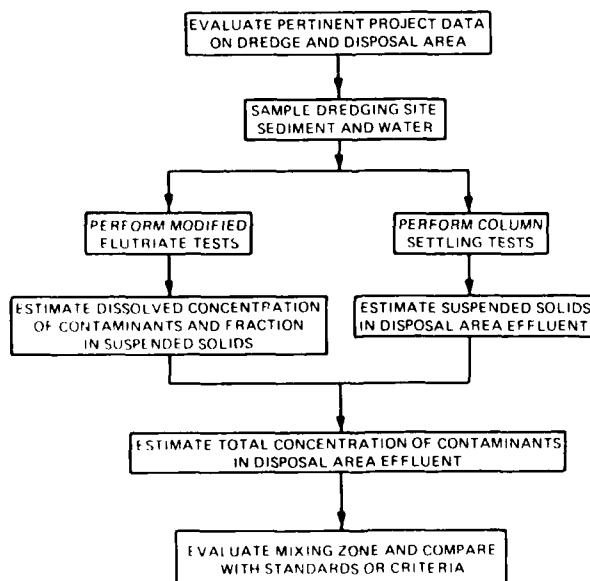 EVALUATE PERTINENT PROJECT DATA
ON DREDGE AND DISPOSAL AREA
SAMPLE DREDGING SITE
SEDIMENT AND WATER
PERFORM MODIFIED
ELUTRIATE TESTS
PERFORM COLUMN
SETTLING TESTS
ESTIMATE DISSOLVED CONCENTRATION
OF CONTAMINANTS AND FRACTION
IN SUSPENDED SOLIDS
ESTIMATE SUSPENDED SOLIDS
IN DISPOSAL AREA EFFLUENT
ESTIMATE TOTAL CONCENTRATION OF CONTAMINANTS
IN DISPOSAL AREA EFFLUENT
EVALUATE MIXING ZONE AND COMPARE
WITH STANDARDS OR CRITERIA